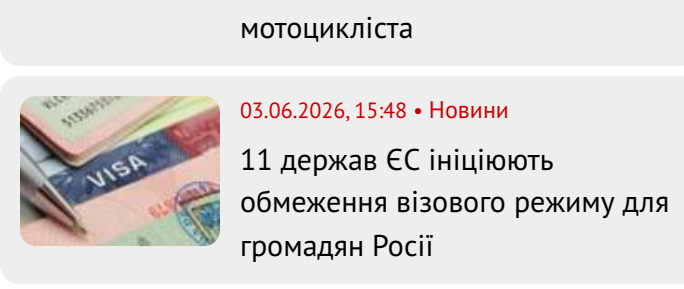 мотоцикліста
03.06.2026, 15:48 • Новини
VISA
11 держав ЄС ініціюють
обмеження візового режиму для
громадян Росії